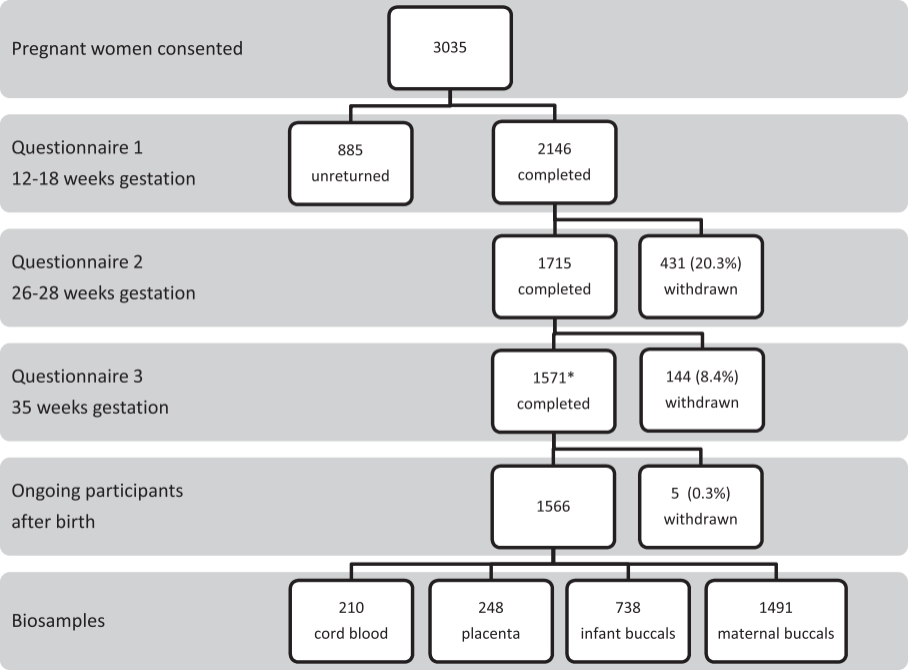 Pregnant women consented
3035
Questionnaire 1
12-18 weeks gestation
885
unreturned
2146
completed
Questionnaire 2
26-28 weeks gestation
1715
completed
431 (20.3%)
withdrawn
Questionnaire 3
35 weeks gestation
1571*
completed
144 (8.4%)
withdrawn
Ongoing participants
after birth
1566
5 (0.3%)
withdrawn
Biosamples
210
cord blood
248
placenta
738
infant buccals
1491
maternal buccals